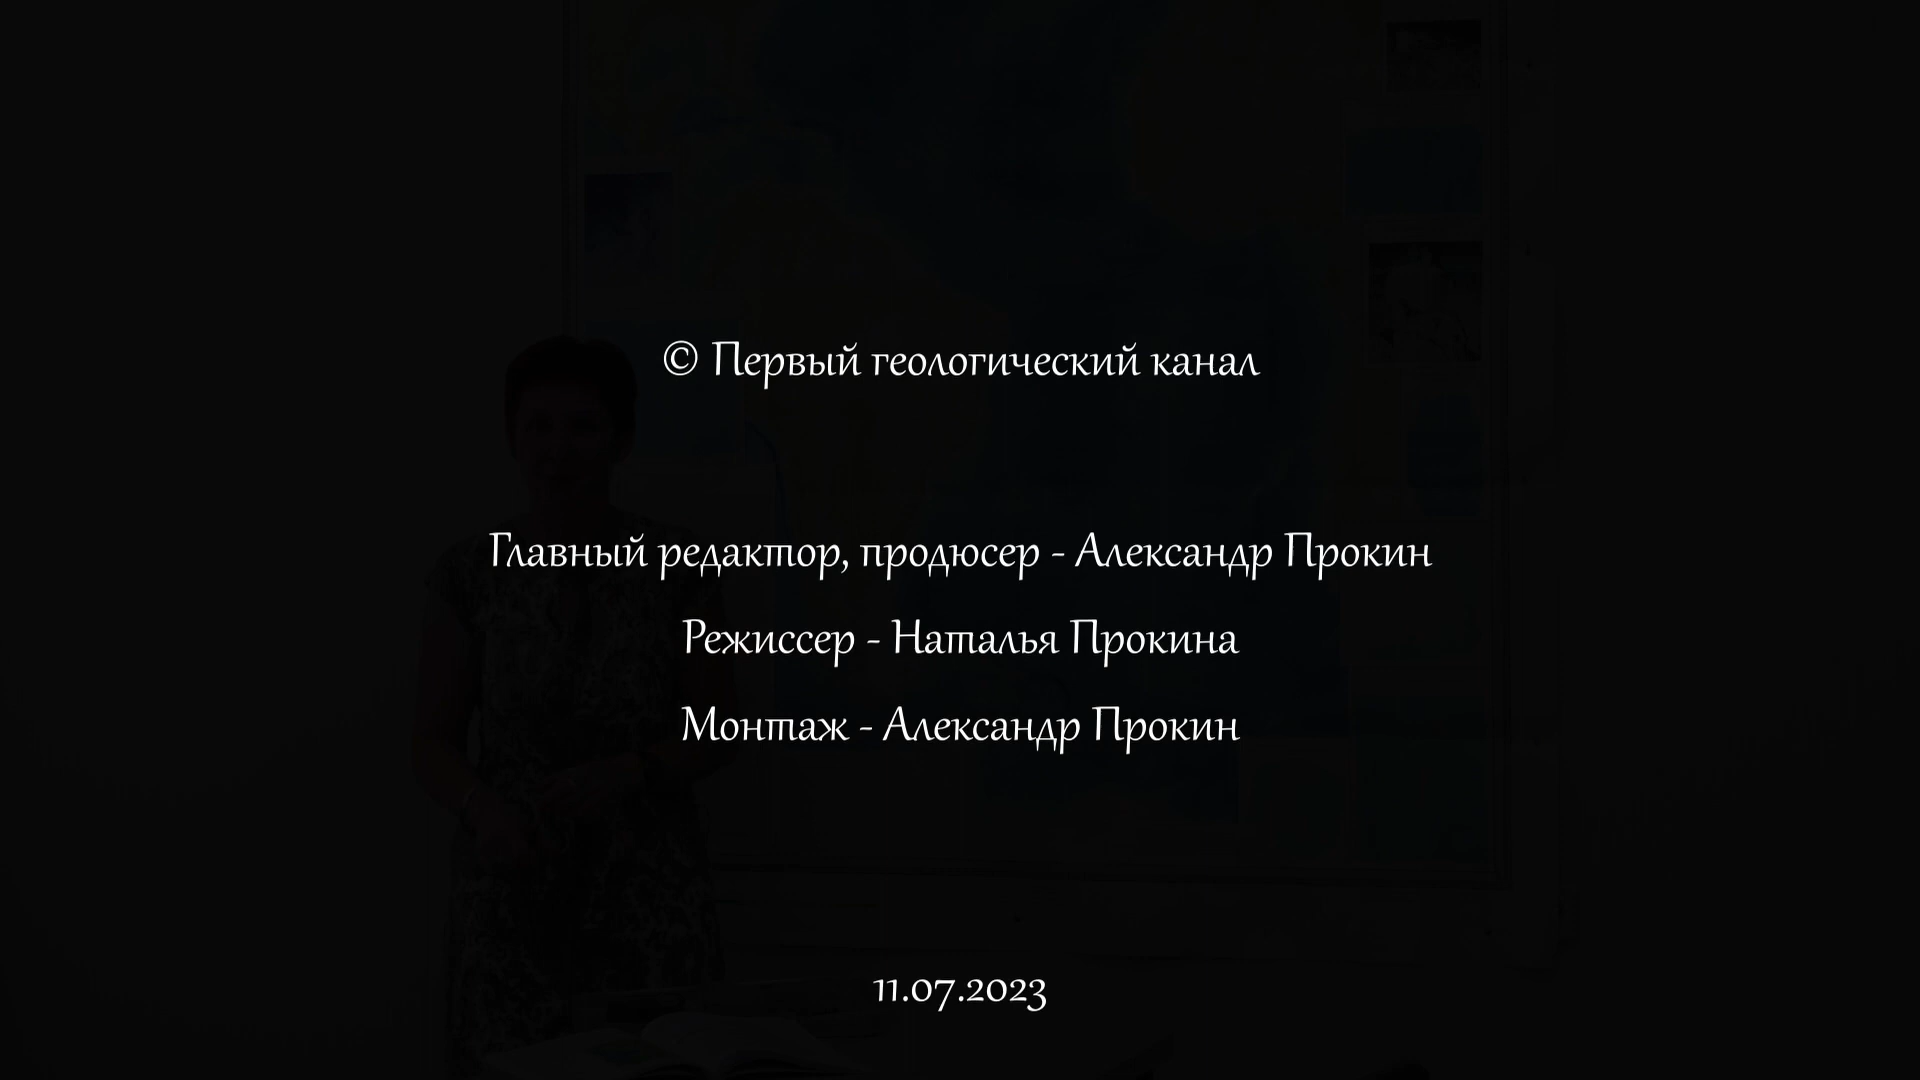 © Первый геологический канал
Главный редактор, продюсер - Александр Прокин
Режиссер - Наталья Прокина
Монтаж - Александр Прокин
11.07.2023